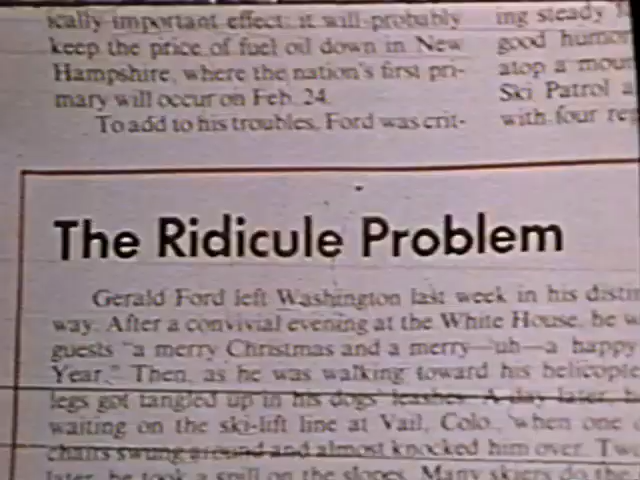 ically important effect: it will probably
keep the price of fuel oil down in New
Hampshire, where the nation's first pri-
mary will occur on Feb. 24.
To add to his troubles, Ford was crit-
ing steady
good humor
atop a moun
Ski Patrol a
with four rep
The Ridicule Problem
Gerald Ford left Washington last week in his distin
way. After a convivial evening at the White House, he w
guests "a merry Christmas and a merry—uh—a happy
Year." Then, as he was walking toward his helicopte
legs got tangled up in his dogs' leashes. A day later, h
waiting on the ski-lift line at Vail, Colo., when one o
chairs swung around and almost knocked him over. Two
later, he took a spill on the slopes. Many skiers do the